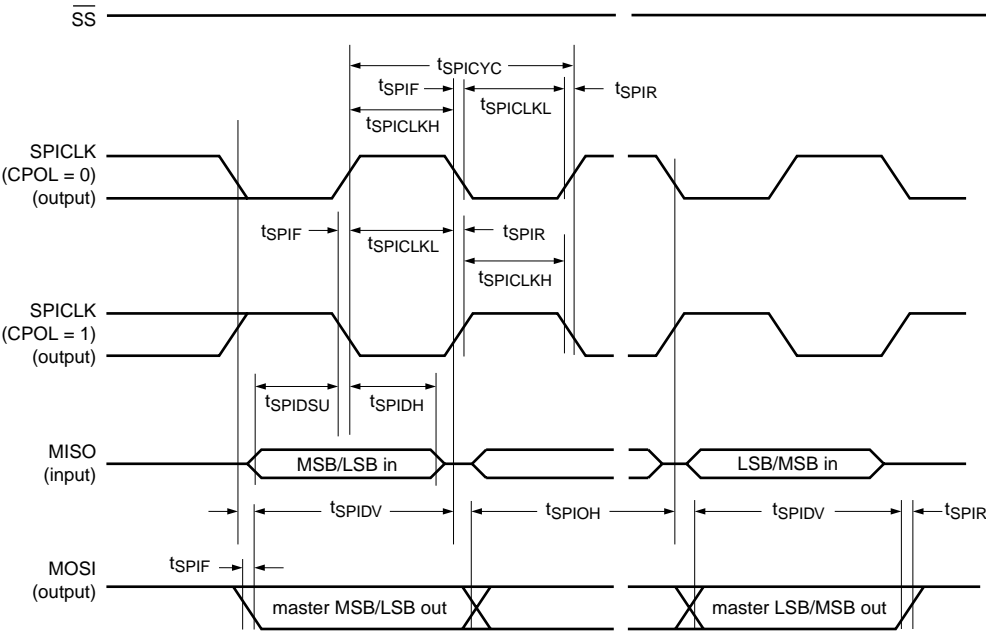 SS
tSPICYC
tSPIF
tSPICLKL
tSPIR
tSPICLKH
SPICLK
(CPOL = 0)
(output)
tSPIF
tSPICLKL
tSPIR
tSPICLKH
SPICLK
(CPOL = 1)
(output)
tSPIDSU
tSPIDH
MISO
(input)
MSB/LSB in
LSB/MSB in
tSPIDV
tSPIOH
tSPIDV
tSPIR
tSPIF
MOSI
(output)
master MSB/LSB out
master LSB/MSB out